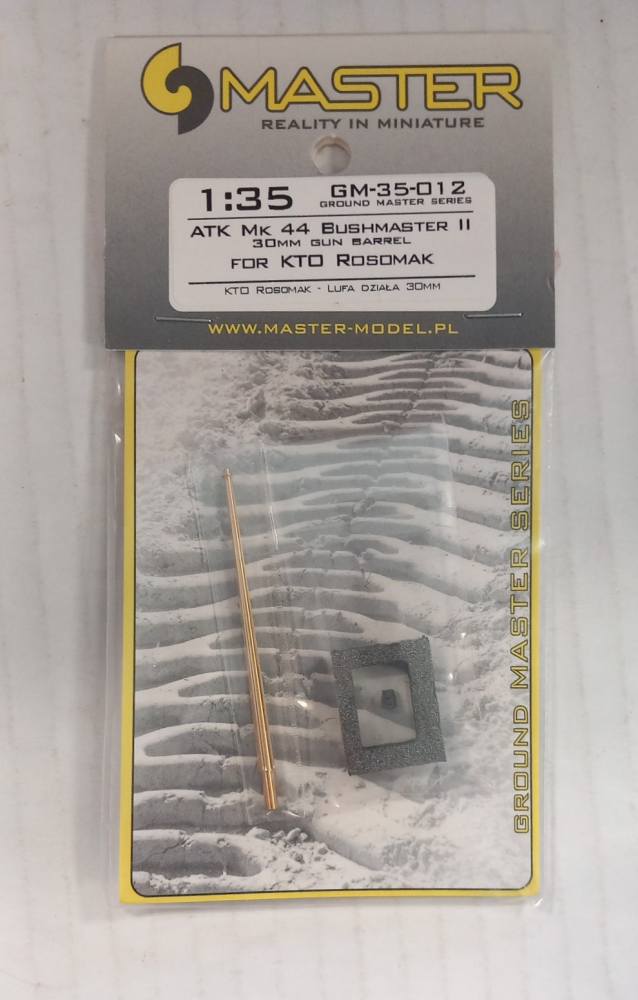 MASTER
REALITY IN MINIATURE
1:35 GM-35-012
GROUND MASTER SERIES
ATK MK 44 BUSHMASTER II
30MM GUN BARREL
FOR KTO ROSOMAK
KTO ROSOMAK - LUFA DZIAŁA 30MM
WWW.MASTER-MODEL.PL
GROUND MASTER SERIES